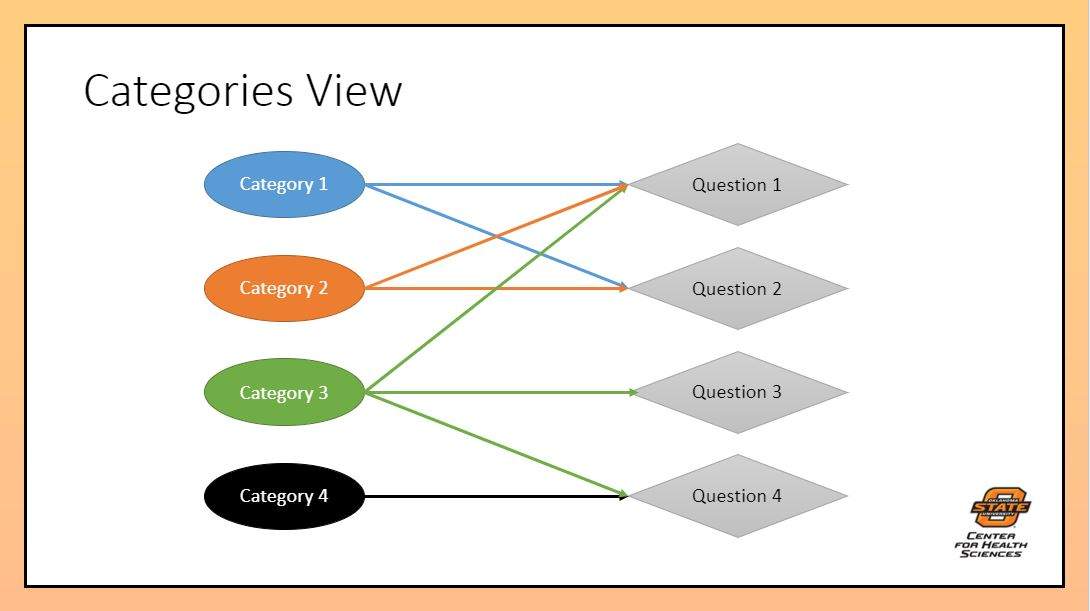 Categories View
Category 1
Question 1
Category 2
Question 2
Category 3
Question 3
Category 4
Question 4
OKLAHOMA
STATE
UNIVERSITY
CENTER
FOR HEALTH
SCIENCES